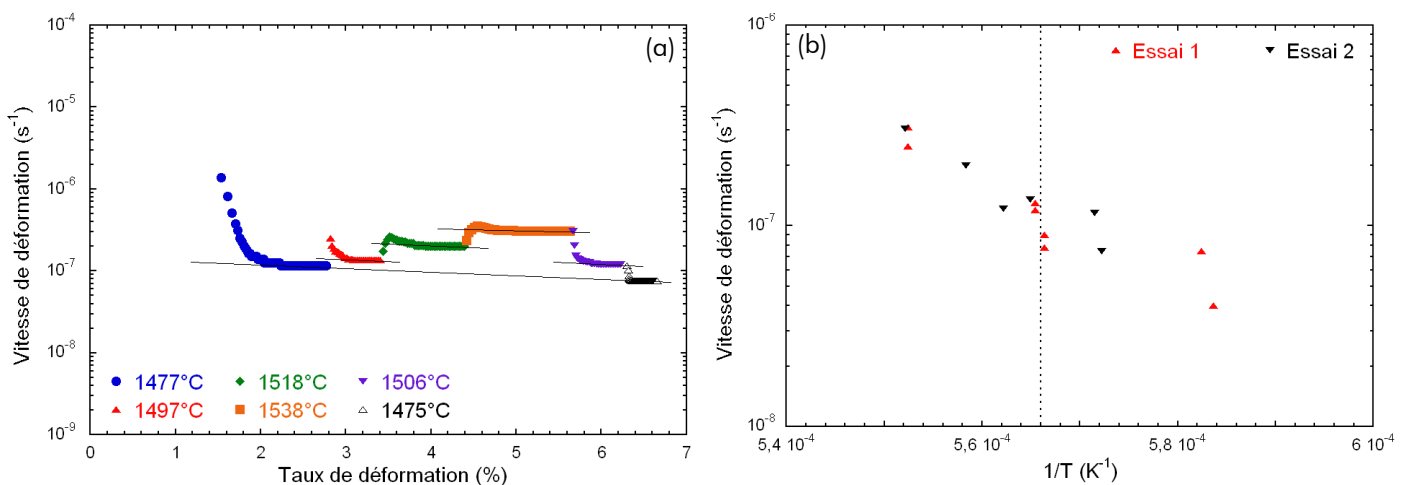 (a)
Vitesse de déformation (s⁻¹)
10⁻⁴
10⁻⁵
10⁻⁶
10⁻⁷
10⁻⁸
10⁻⁹
1477°C
1518°C
1506°C
1497°C
1538°C
1475°C
0 1 2 3 4 5 6 7
Taux de déformation (%)
(b)
Essai 1
Essai 2
Vitesse de déformation (s⁻¹)
10⁻⁶
10⁻⁷
10⁻⁸
5,4 10⁻⁴ 5,6 10⁻⁴ 5,8 10⁻⁴ 6 10⁻⁴
1/T (K⁻¹)